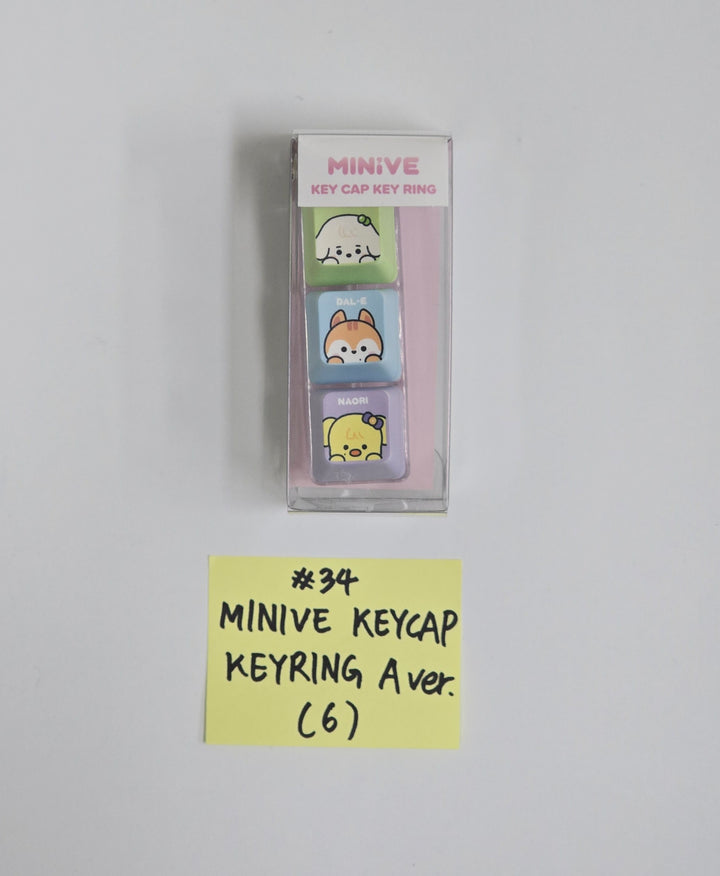 MINIVE
KEY CAP KEY RING
DAL·E
NAORI
#34
MINIVE KEYCAP
KEYRING A ver.
(6)